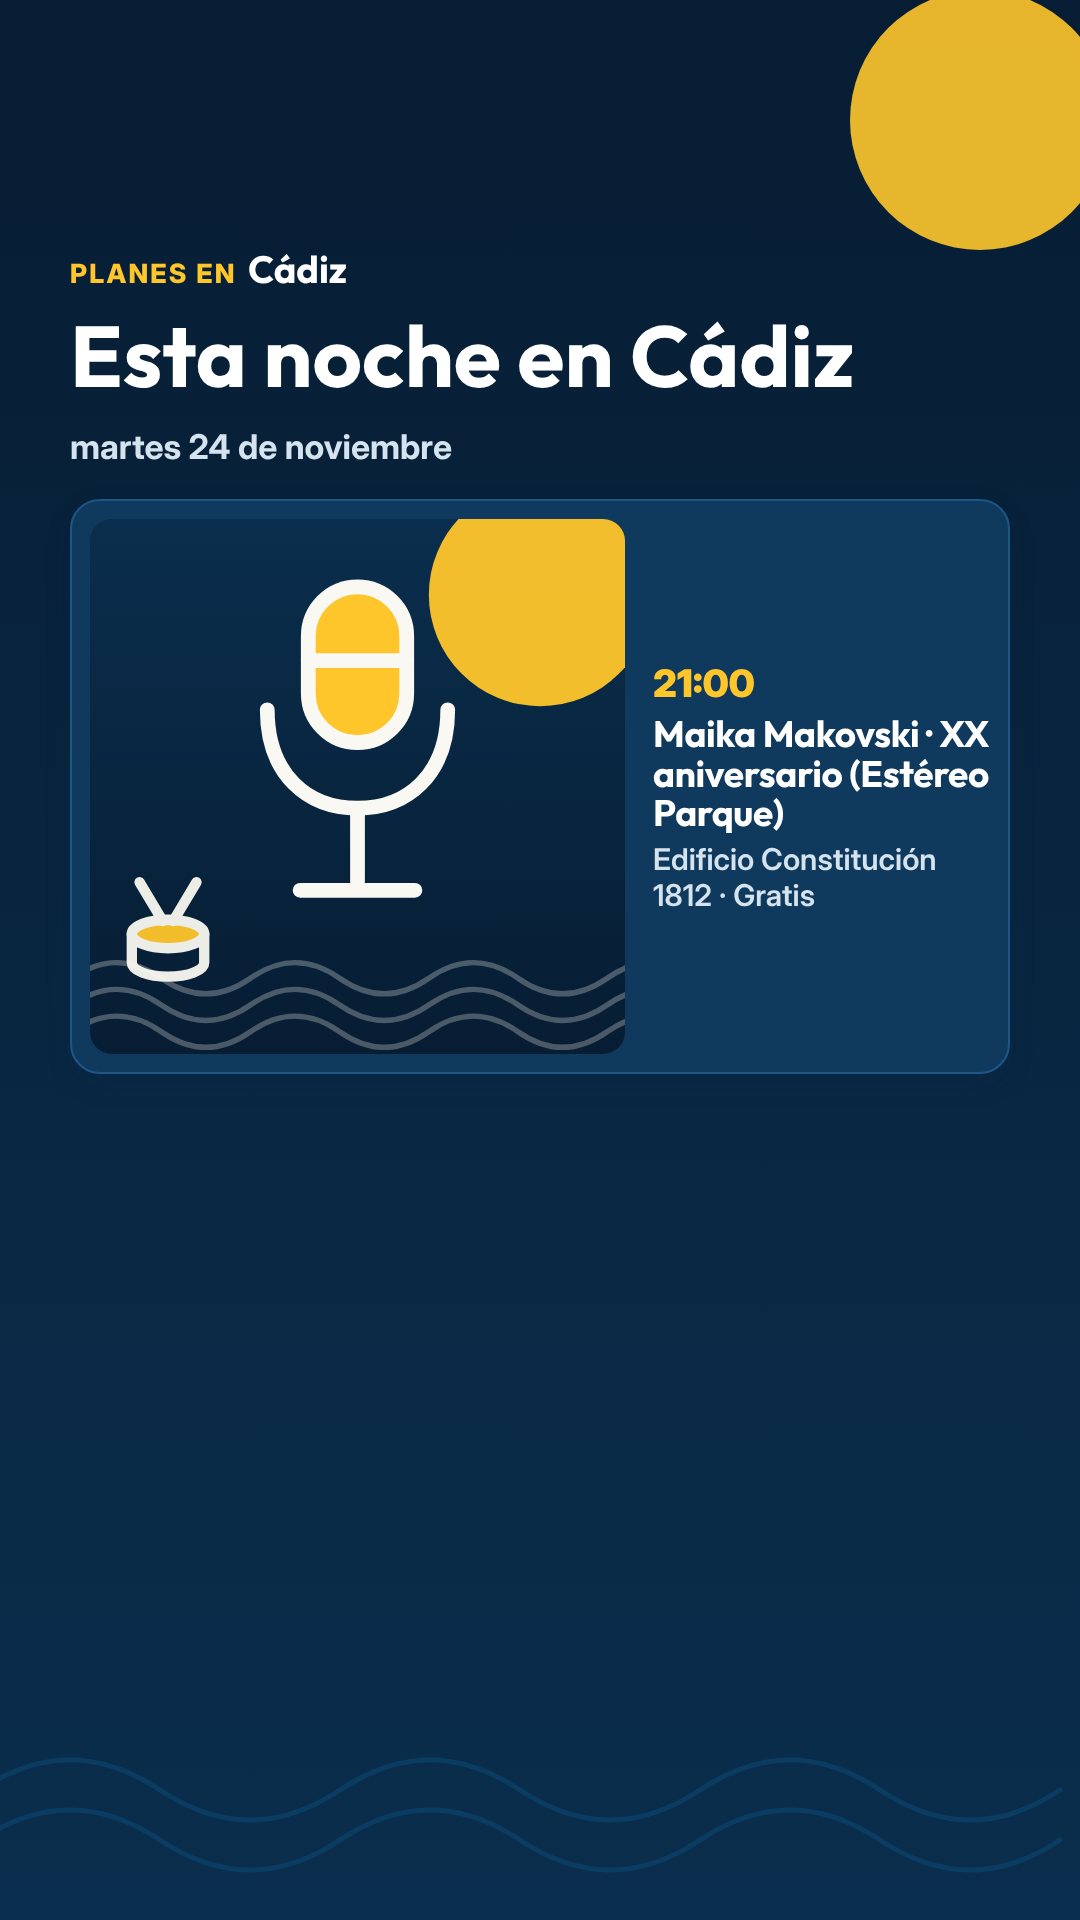 PLANES EN Cádiz
Esta noche en Cádiz
martes 24 de noviembre
21:00
Maika Makovski · XX
aniversario (Estéreo
Parque)
Edificio Constitución
1812 · Gratis